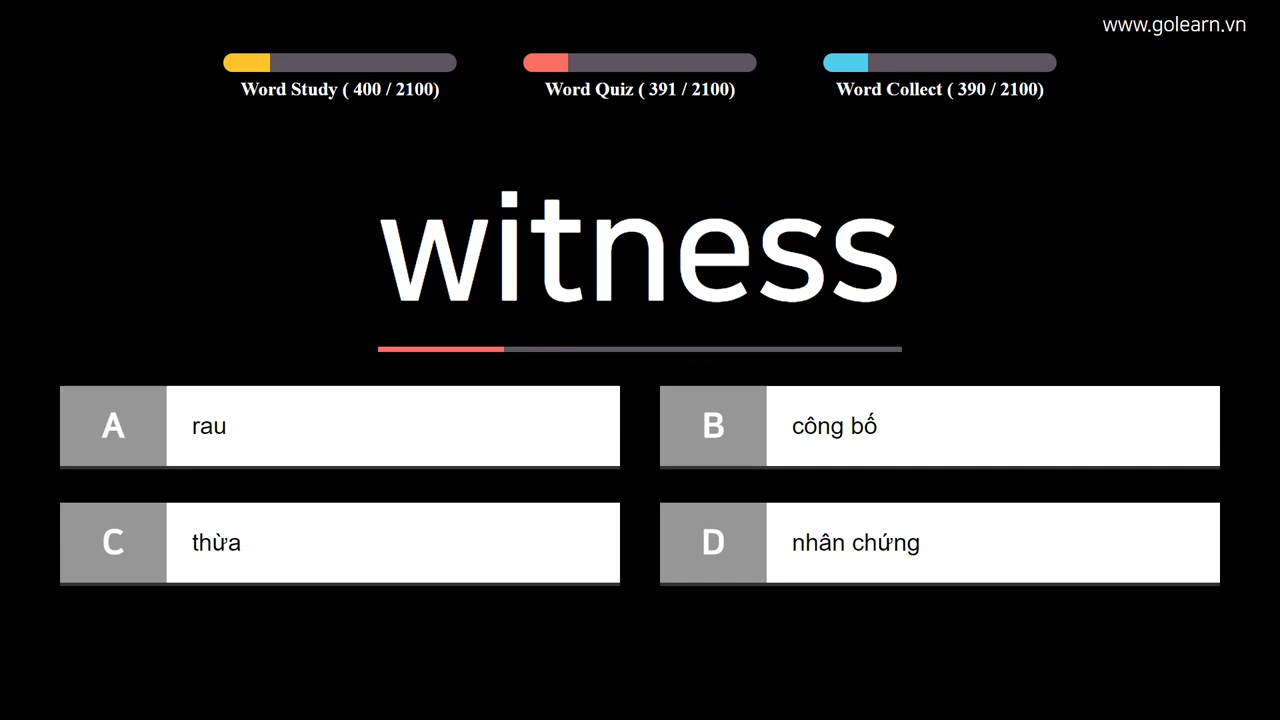 www.golearn.vn
Word Study ( 400 / 2100)
Word Quiz ( 391 / 2100)
Word Collect ( 390 / 2100)
witness
A rau
B công bố
C thừa
D nhân chứng